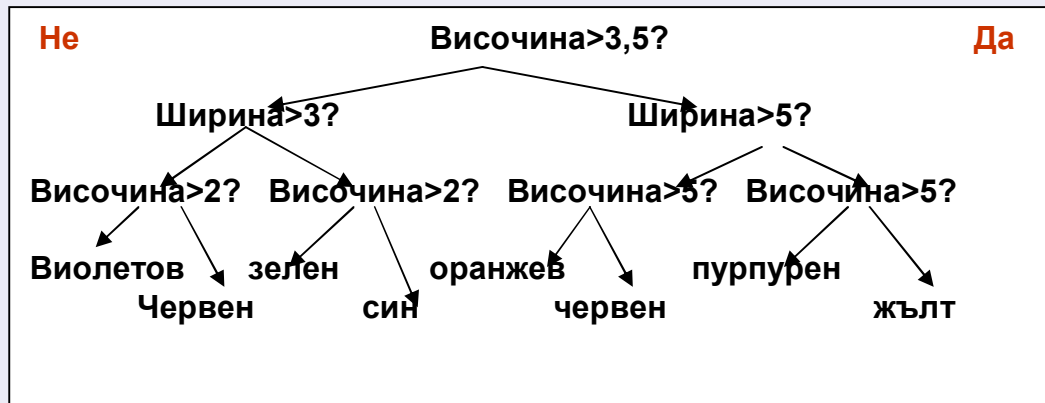 Не Височина>3,5? Да
Ширина>3? Ширина>5?
Височина>2? Височина>2? Височина>5? Височина>5?
Виолетов зелен оранжев пурпурен
Червен син червен жълт